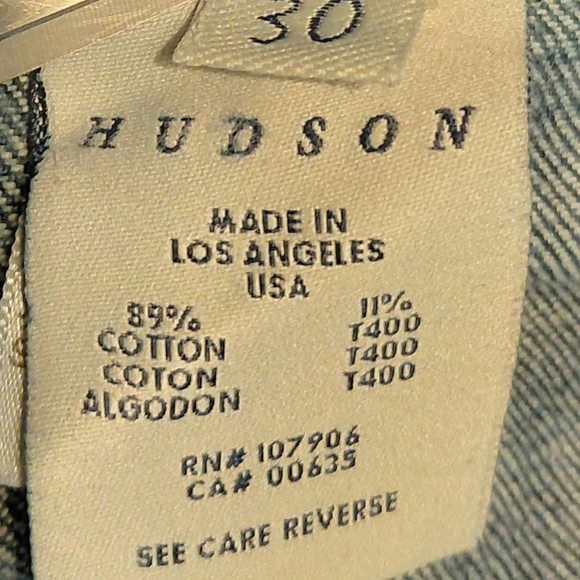 30
HUDSON
MADE IN
LOS ANGELES
USA
89% 11%
COTTON T400
COTON T400
ALGODON T400
RN# 107906
CA# 00635
SEE CARE REVERSE